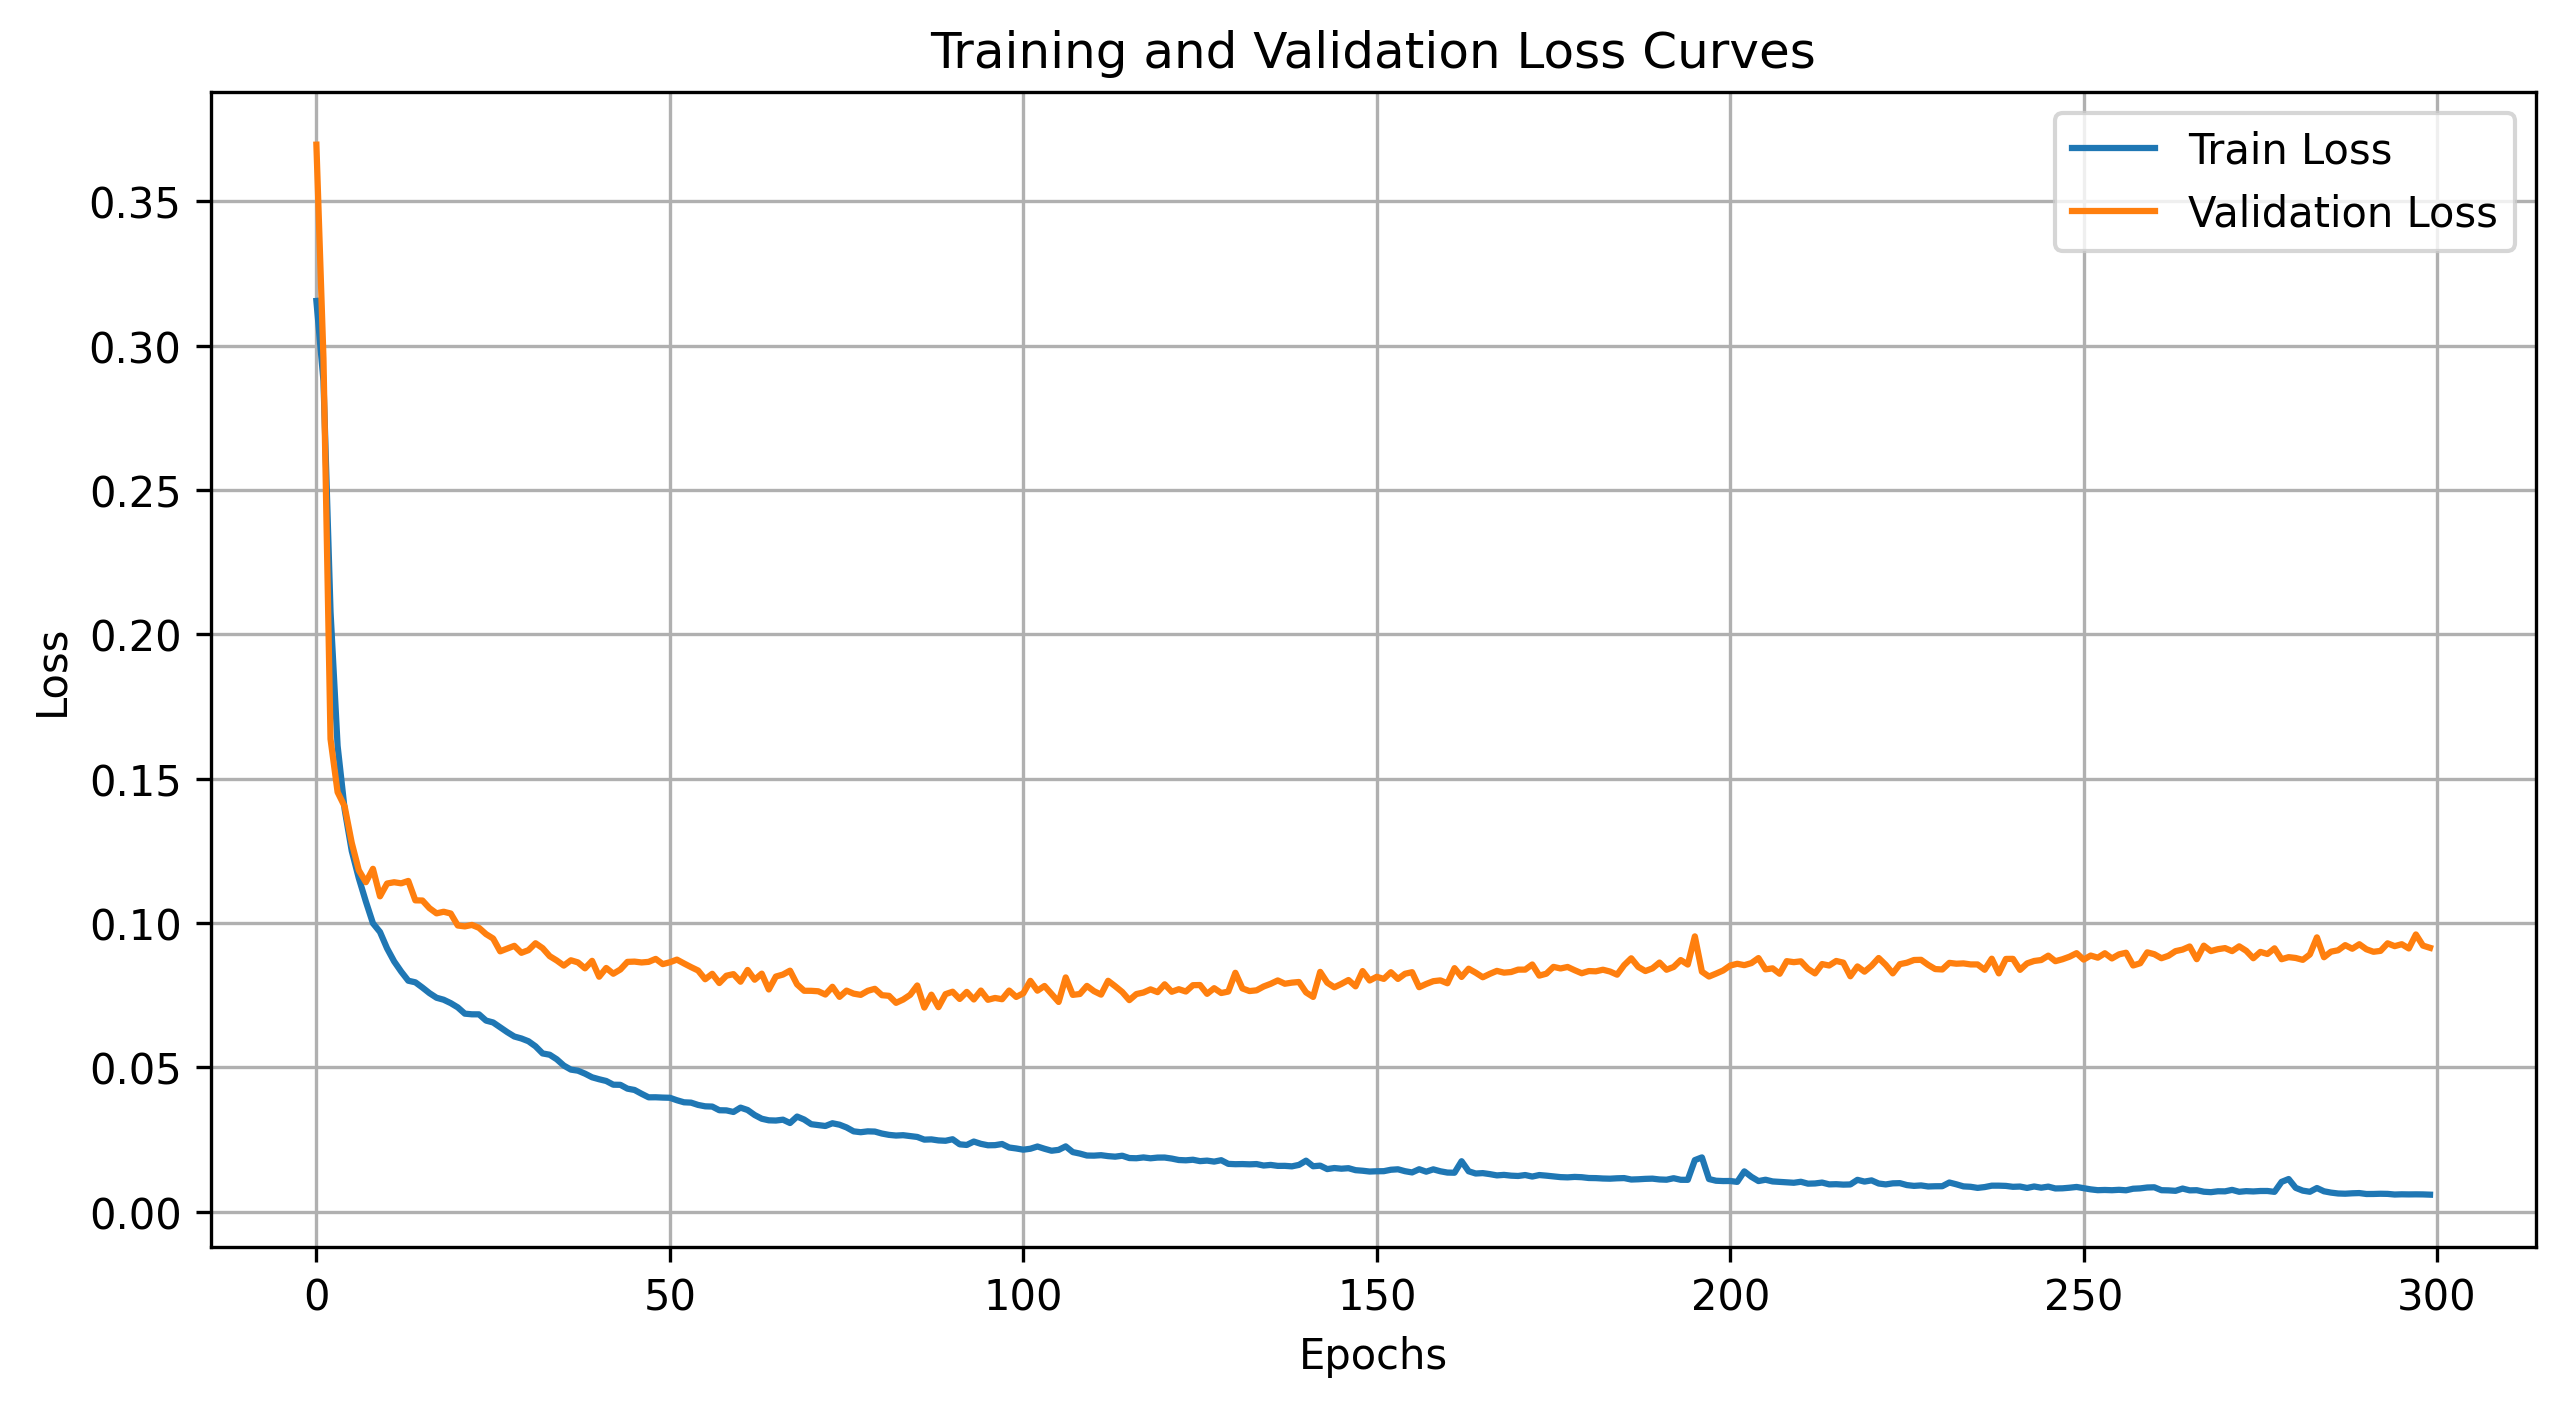 Training and Validation Loss Curves
Train Loss
Validation Loss
0.35
0.30
0.25
0.20
0.15
0.10
0.05
0.00
Loss
0 50 100 150 200 250 300
Epochs